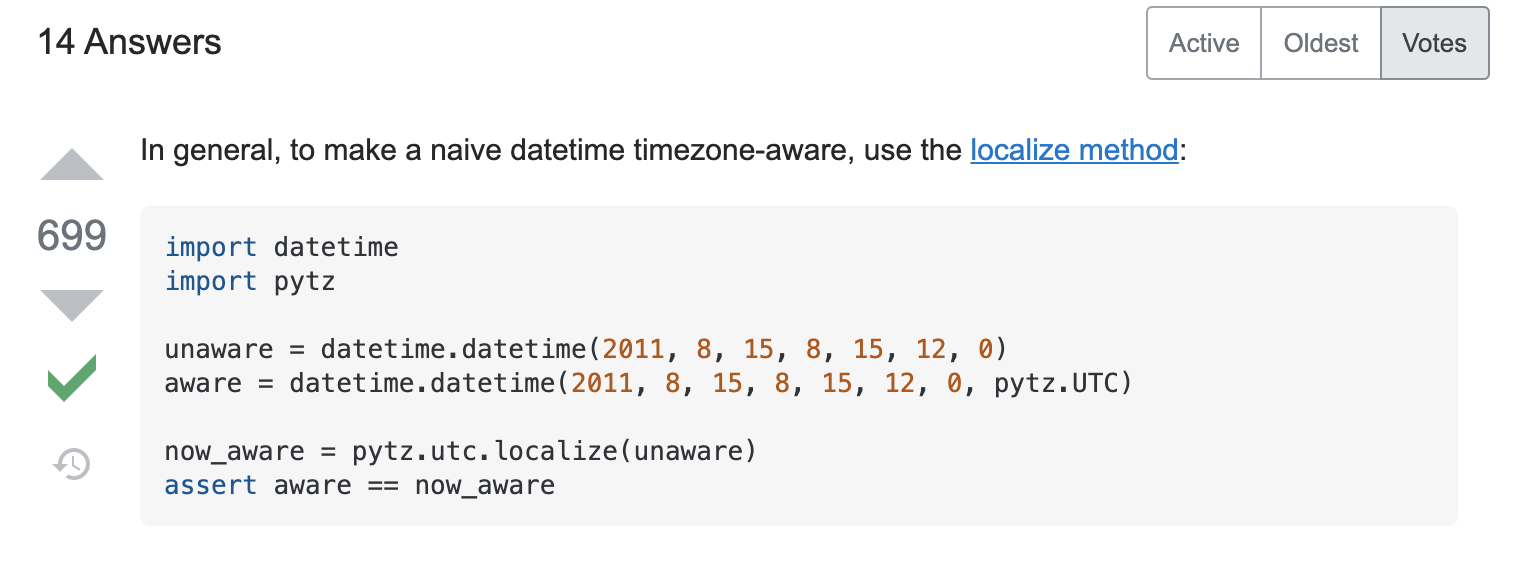 14 Answers
Active Oldest Votes
In general, to make a naive datetime timezone-aware, use the localize method:
699
import datetime
import pytz
unaware = datetime.datetime(2011, 8, 15, 8, 15, 12, 0)
aware = datetime.datetime(2011, 8, 15, 8, 15, 12, 0, pytz.UTC)
now_aware = pytz.utc.localize(unaware)
assert aware == now_aware